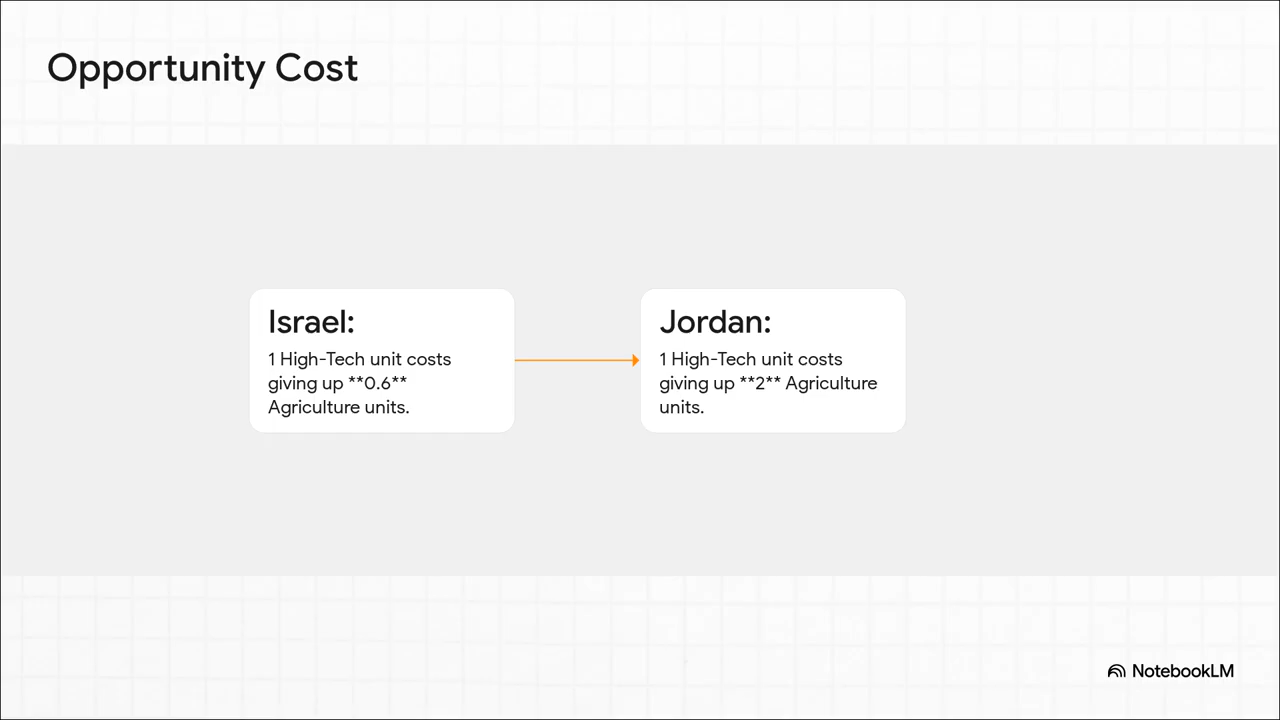 Opportunity Cost
Israel:
1 High-Tech unit costs
giving up **0.6**
Agriculture units.
Jordan:
1 High-Tech unit costs
giving up **2** Agriculture
units.
NotebookLM